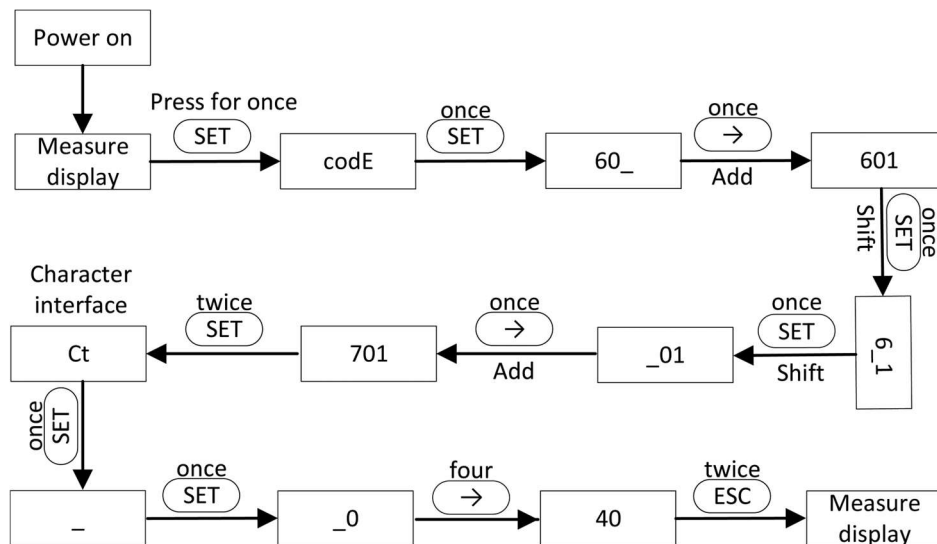 Power on
Press for once
SET
once
SET
once
→
Measure
display
codE
60_
Add
601
Shift
SET
once
Character
interface
twice
SET
once
→
once
SET
Ct
701
Add
_01
Shift
6_1
once
SET
once
SET
four
→
twice
ESC
_
_0
40
Measure
display